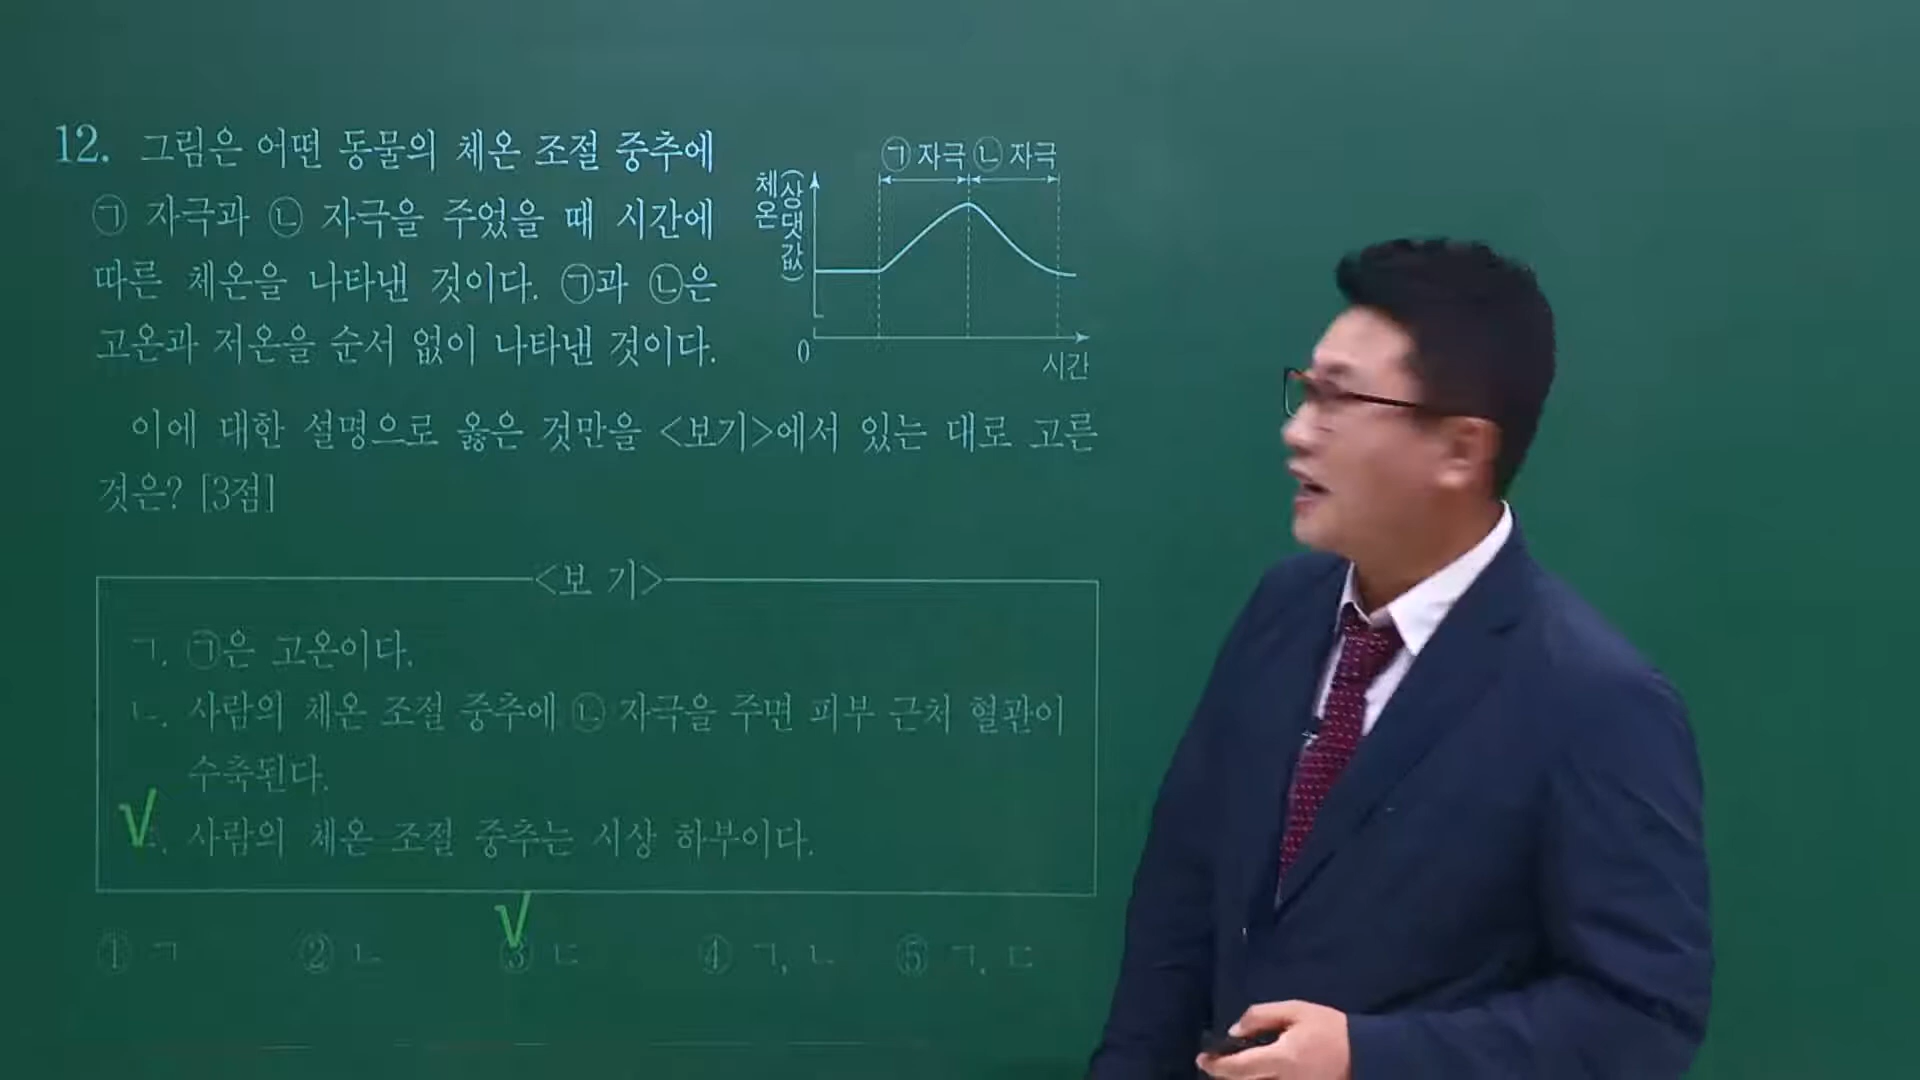 12. 그림은 어떤 동물의 체온 조절 중추에
㉠ 자극과 ㉡ 자극을 주었을 때 시간에
따른 체온을 나타낸 것이다. ㉠과 ㉡은
고온과 저온을 순서 없이 나타낸 것이다.
㉠ 자극 ㉡ 자극
체온(상댓값)
0
시간
이에 대한 설명으로 옳은 것만을 <보기>에서 있는 대로 고른
것은? [3점]
<보 기>
ㄱ. ㉠은 고온이다.
ㄴ. 사람의 체온 조절 중추에 ㉡ 자극을 주면 피부 근처 혈관이
수축된다.
ㄷ. 사람의 체온 조절 중추는 시상 하부이다.
① ㄱ ② ㄴ ③ ㄷ ④ ㄱ, ㄴ ⑤ ㄱ, ㄷ